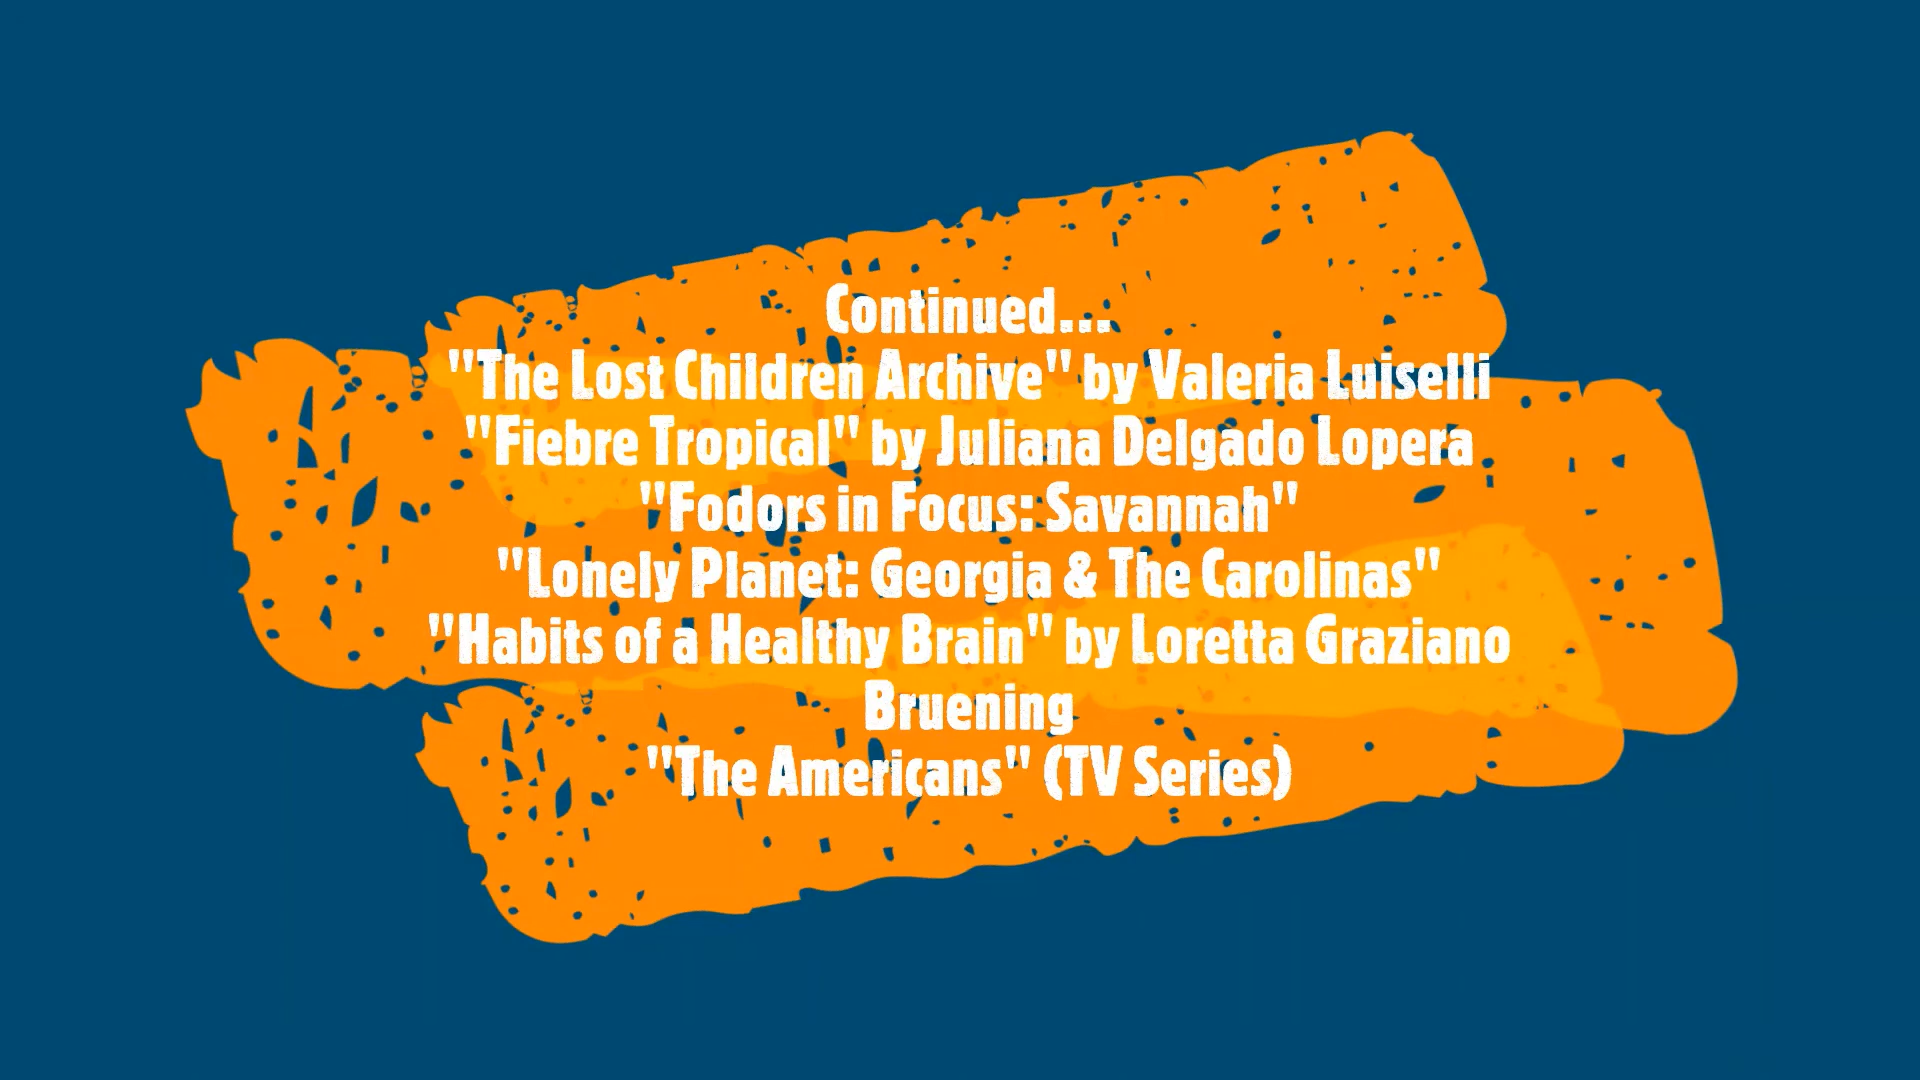 Continued...
"The Lost Children Archive" by Valeria Luiselli
"Fiebre Tropical" by Juliana Delgado Lopera
"Fodors in Focus: Savannah"
"Lonely Planet: Georgia & The Carolinas"
"Habits of a Healthy Brain" by Loretta Graziano
Bruening
"The Americans" (TV Series)